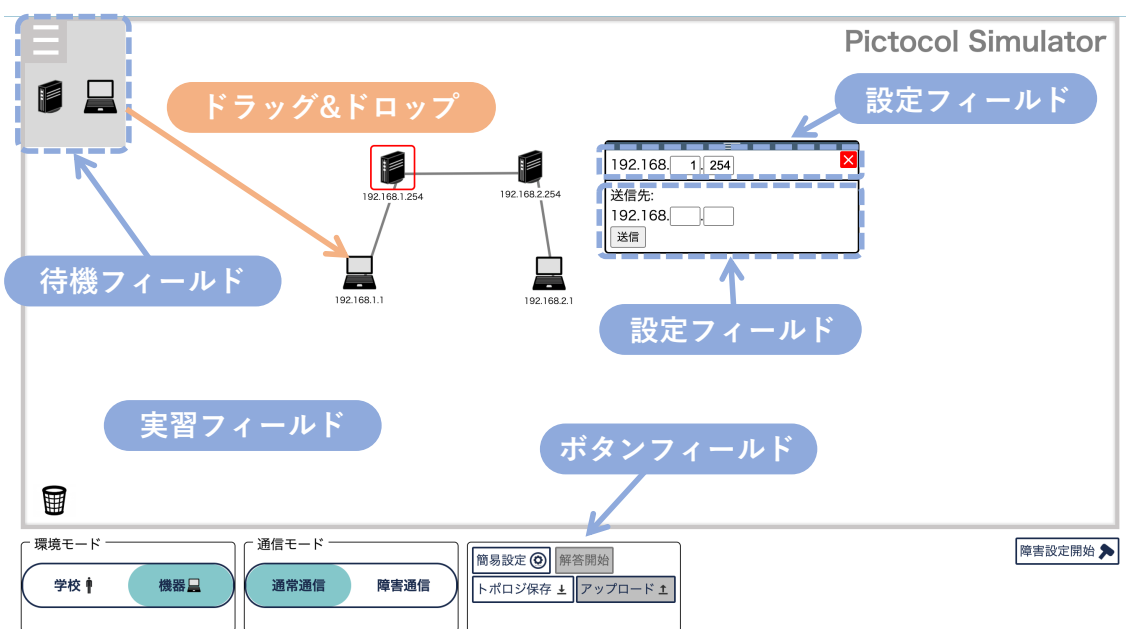 Pictocol Simulator
設定フィールド
ドラッグ&ドロップ
192.168. 1 . 254
192.168.1.254
192.168.2.254
送信先:
192.168. .
送信
待機フィールド
192.168.1.1
192.168.2.1
設定フィールド
実習フィールド
ボタンフィールド
環境モード
通信モード
簡易設定
解答開始
障害設定開始
学校
機器
通常通信
障害通信
トポロジ保存
アップロード